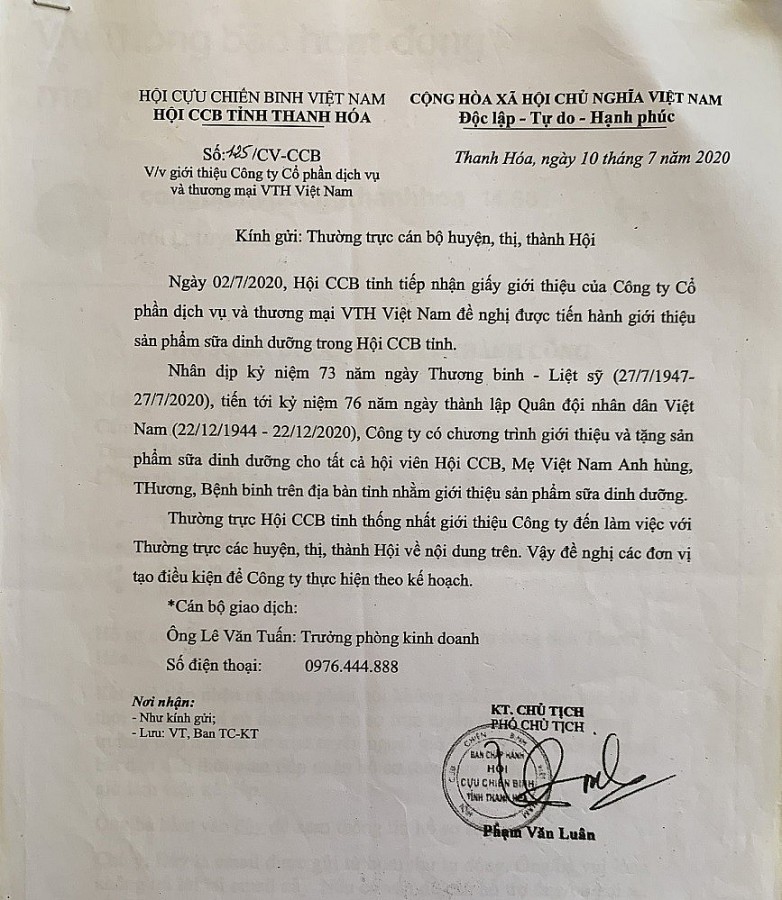 HỘI CỰU CHIẾN BINH VIỆT NAM
HỘI CCB TỈNH THANH HÓA
CỘNG HÒA XÃ HỘI CHỦ NGHĨA VIỆT NAM
Độc lập - Tự do - Hạnh phúc
Số: 125/CV-CCB
V/v giới thiệu Công ty Cổ phần dịch vụ
và thương mại VTH Việt Nam
Thanh Hóa, ngày 10 tháng 7 năm 2020
Kính gửi: Thường trực cán bộ huyện, thị, thành Hội
Ngày 02/7/2020, Hội CCB tỉnh tiếp nhận giấy giới thiệu của Công ty Cổ
phần dịch vụ và thương mại VTH Việt Nam đề nghị được tiến hành giới thiệu
sản phẩm sữa dinh dưỡng trong Hội CCB tỉnh.
Nhân dịp kỷ niệm 73 năm ngày Thương binh - Liệt sỹ (27/7/1947-
27/7/2020), tiến tới kỷ niệm 76 năm ngày thành lập Quân đội nhân dân Việt
Nam (22/12/1944 - 22/12/2020), Công ty có chương trình giới thiệu và tặng sản
phẩm sữa dinh dưỡng cho tất cả hội viên Hội CCB, Mẹ Việt Nam Anh hùng,
THương, Bệnh binh trên địa bàn tỉnh nhằm giới thiệu sản phẩm sữa dinh dưỡng.
Thường trực Hội CCB tỉnh thống nhất giới thiệu Công ty đến làm việc với
Thường trực các huyện, thị, thành Hội về nội dung trên. Vậy đề nghị các đơn vị
tạo điều kiện để Công ty thực hiện theo kế hoạch.
*Cán bộ giao dịch:
Ông Lê Văn Tuấn: Trưởng phòng kinh doanh
Số điện thoại: 0976.444.888
Nơi nhận:
- Như kính gửi;
- Lưu: VT, Ban TC-KT
KT. CHỦ TỊCH
PHÓ CHỦ TỊCH
BAN CHẤP HÀNH
HỘI
CỰU CHIẾN BINH
TỈNH THANH HÓA
Phạm Văn Luân